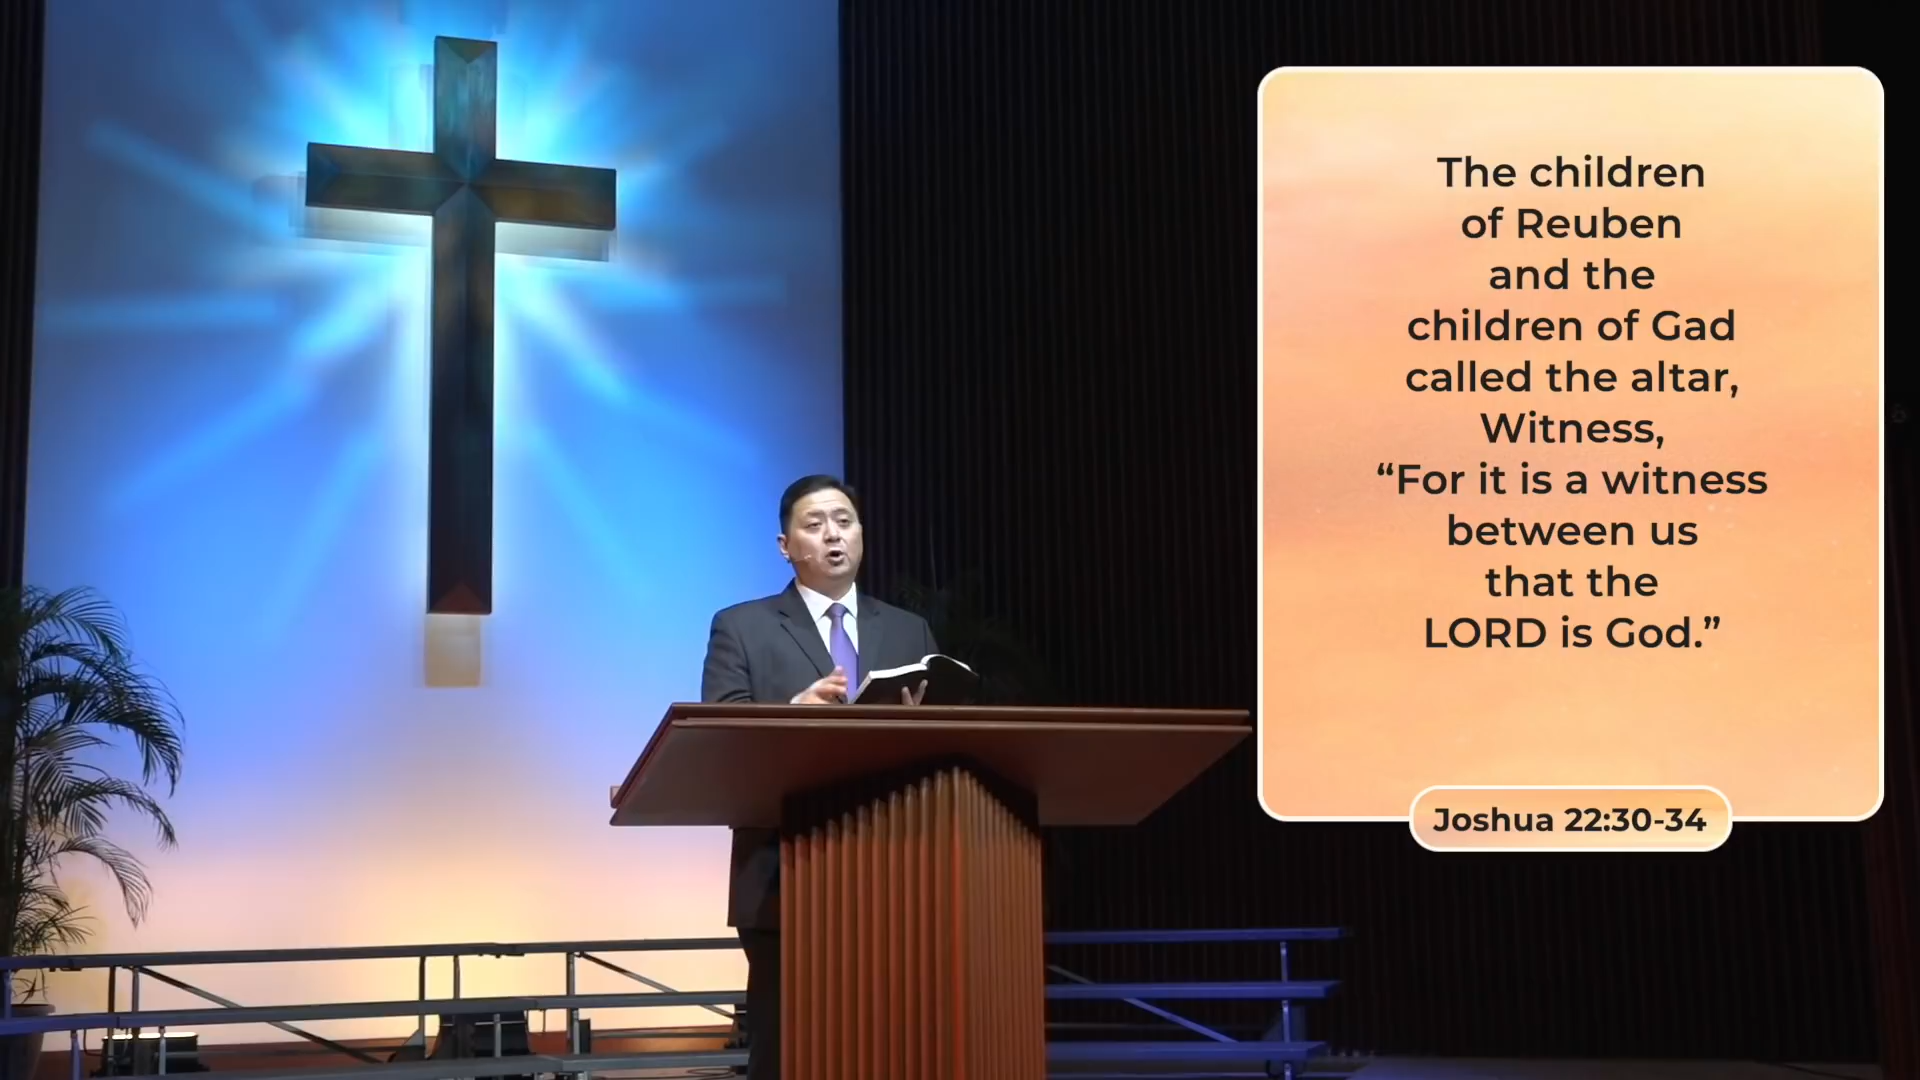 The children
of Reuben
and the
children of Gad
called the altar,
Witness,
“For it is a witness
between us
that the
LORD is God.”
Joshua 22:30-34